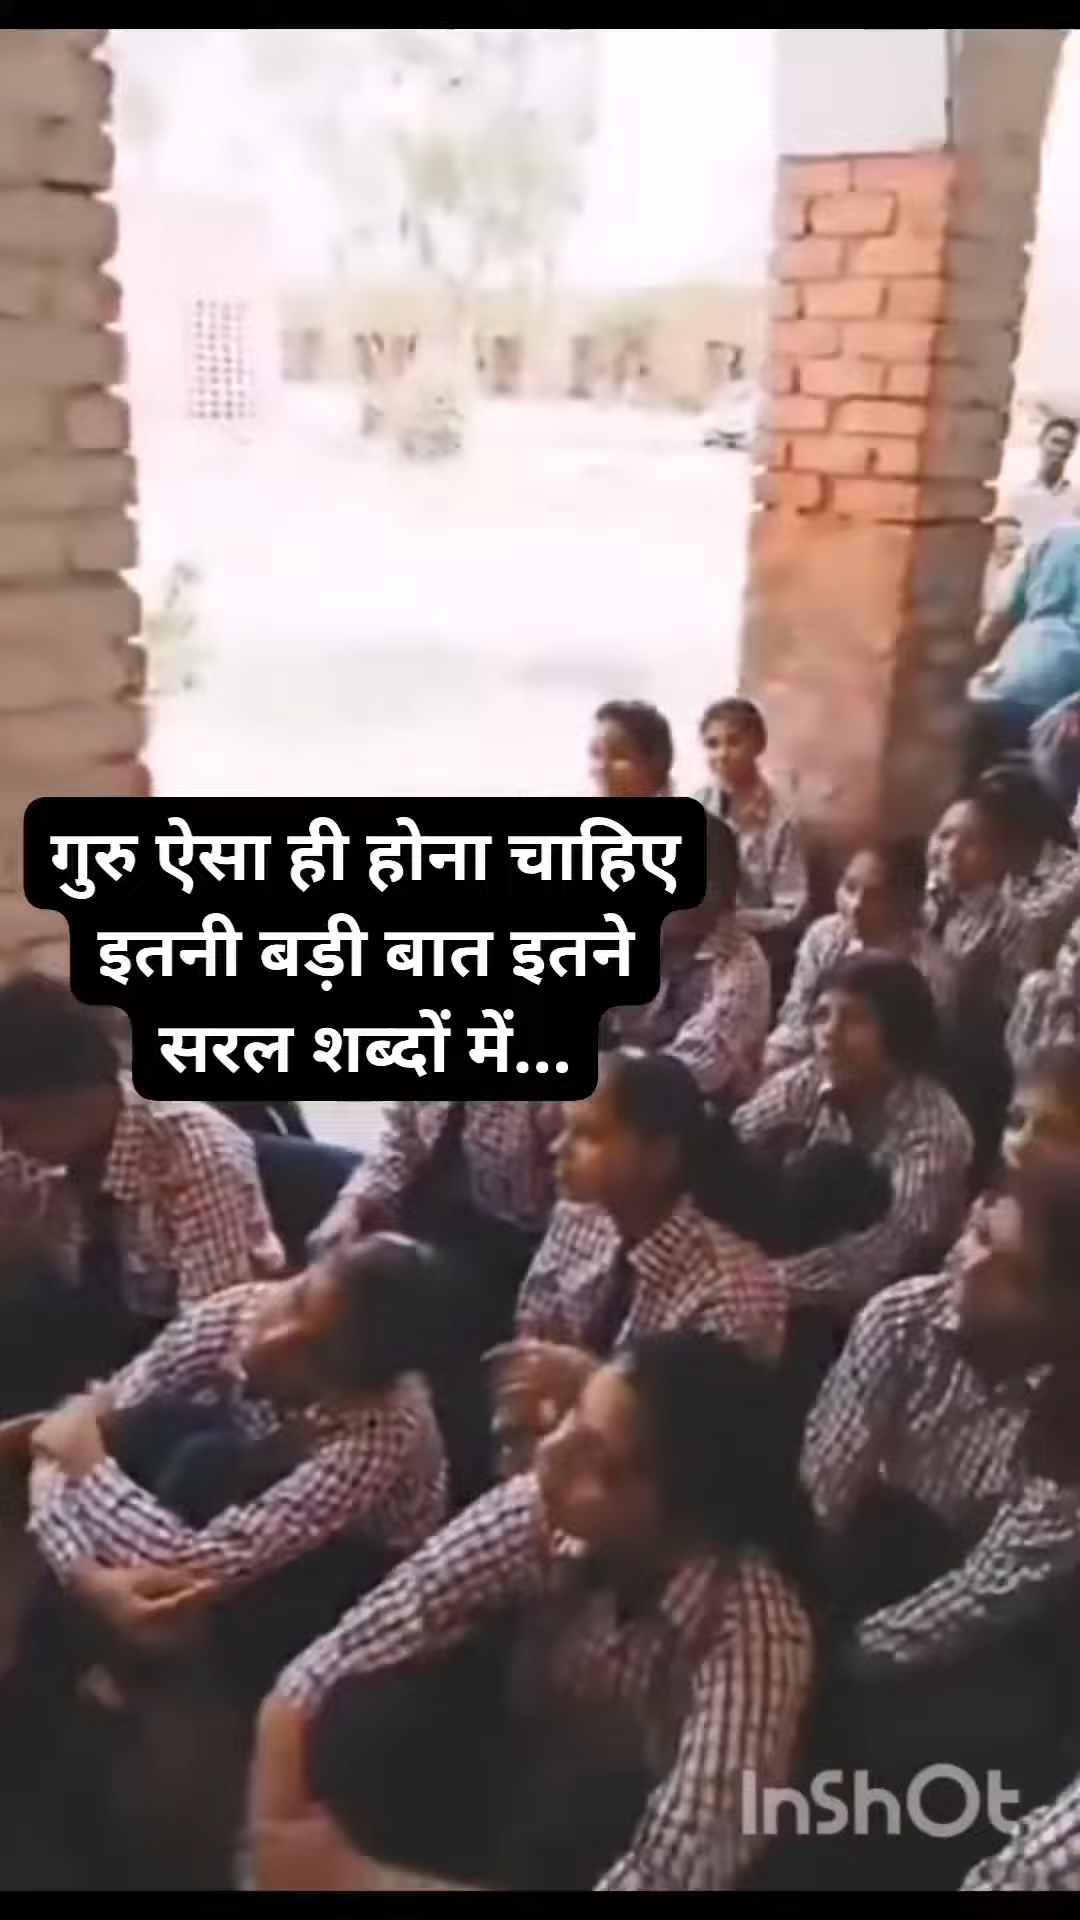 गुरु ऐसा ही होना चाहिए
इतनी बड़ी बात इतने
सरल शब्दों में...
InShOt